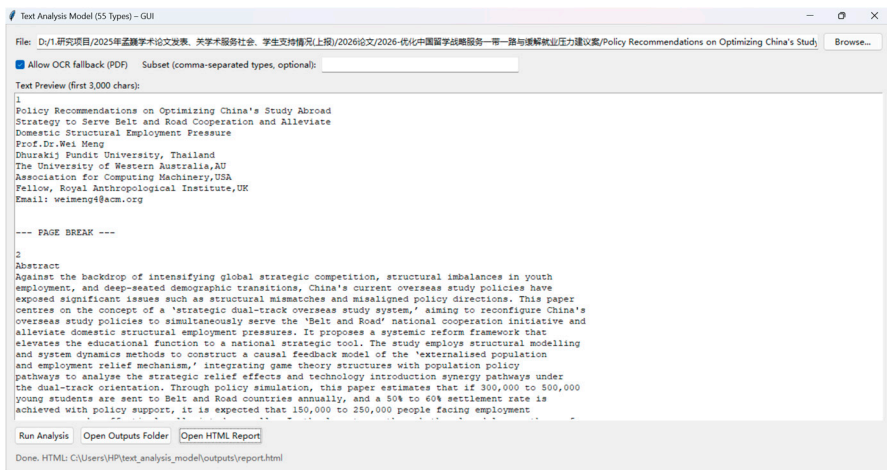 Text Analysis Model (55 Types) – GUI
File: D:/1.研究项目/2025年孟巍学术论文发表、关学术服务社会、学生支持情况(上报)/2026论文/2026-优化中国留学战略服务一带一路与缓解就业压力建议案/Policy Recommendations on Optimizing China's Study Browse...
Allow OCR fallback (PDF) Subset (comma-separated types, optional):
Text Preview (first 3,000 chars):
1
Policy Recommendations on Optimizing China's Study Abroad
Strategy to Serve Belt and Road Cooperation and Alleviate
Domestic Structural Employment Pressure
Prof.Dr.Wei Meng
Dhurakij Pundit University, Thailand
The University of Western Australia,AU
Association for Computing Machinery,USA
Fellow, Royal Anthropological Institute,UK
Email: weimeng4@acm.org
--- PAGE BREAK ---
2
Abstract
Against the backdrop of intensifying global strategic competition, structural imbalances in youth
employment, and deep-seated demographic transitions, China's current overseas study policies have
exposed significant issues such as structural mismatches and misaligned policy directions. This paper
centres on the concept of a 'strategic dual-track overseas study system,' aiming to reconfigure China's
overseas study policies to simultaneously serve the 'Belt and Road' national cooperation initiative and
alleviate domestic structural employment pressures. It proposes a systemic reform framework that
elevates the educational function to a national strategic tool. The study employs structural modelling
and system dynamics methods to construct a causal feedback model of the 'externalised population
and employment relief mechanism,' integrating game theory structures with population policy
pathways to analyse the strategic relief effects and technology introduction synergy pathways under
the dual-track orientation. Through policy simulation, this paper estimates that if 300,000 to 500,000
young students are sent to Belt and Road countries annually, and a 50% to 60% settlement rate is
achieved with policy support, it is expected that 150,000 to 250,000 people facing employment
Run Analysis Open Outputs Folder Open HTML Report
Done. HTML: C:\Users\HP\text_analysis_model\outputs\report.html